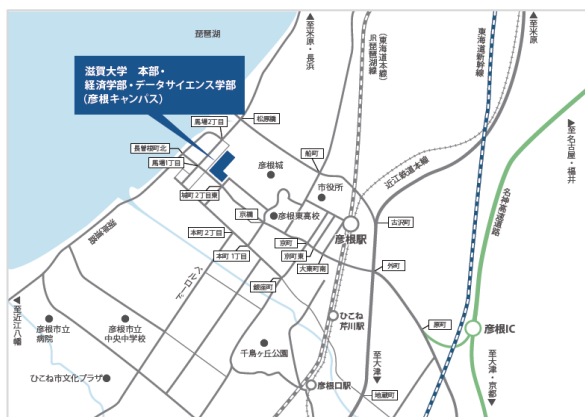 琵琶湖
滋賀大学　本部・
経済学部・データサイエンス学部
（彦根キャンパス）
▲至米原・長浜
（東海道本線）
JR琵琶湖線
東海道新幹線
▲至米原
▲至名古屋・福井
名神高速道路
松原橋
馬場2丁目
長曽根町北
馬場1丁目
城町2丁目東
船町
彦根城
市役所
近江鉄道本線
京橋
彦根東高校
彦根駅
古沢町
本町2丁目
本町1丁目
京町
別町東
大東町南
外町
銀座町
湖岸道路
ベルロード
▲至近江八幡
彦根市立
病院
彦根市立
中央中学校
ひこね市文化プラザ
千鳥ヶ丘公園
ひこね
芹川駅
原町
彦根IC
彦根口駅
地蔵町
至大津▼
至大津・京都▼